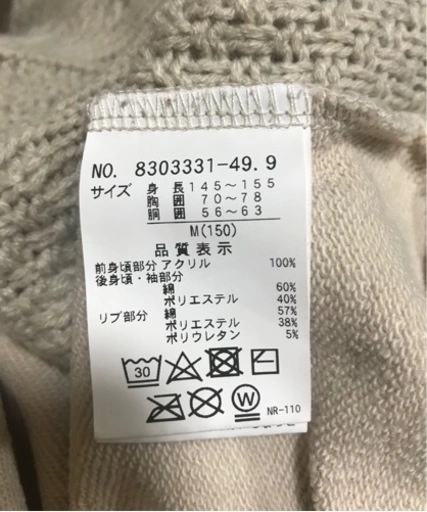 NO. 8303331-49.9
サイズ 身長 145～155
胸囲 70～78
胴囲 56～63
M(150)
品質表示
前身頃部分 アクリル 100%
後身頃・袖部分
綿 60%
ポリエステル 40%
リブ部分 綿 57%
ポリエステル 38%
ポリウレタン 5%
30
W
NR-110